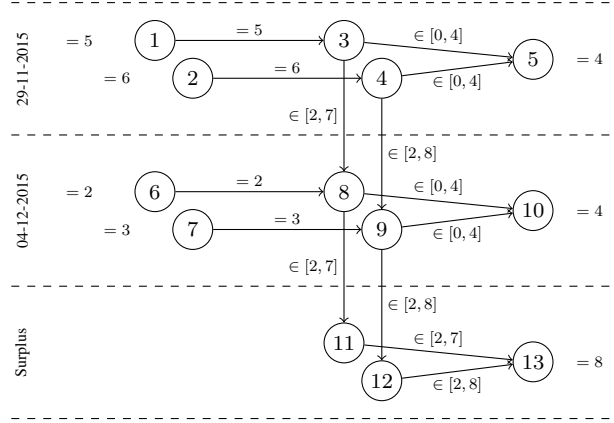 29-11-2015
= 5
1
= 5
3
∈ [0, 4]
5
= 4
= 6
2
= 6
4
∈ [0, 4]
∈ [2, 7]
∈ [2, 8]
04-12-2015
= 2
6
= 2
8
∈ [0, 4]
10
= 4
= 3
7
= 3
9
∈ [0, 4]
∈ [2, 7]
∈ [2, 8]
Surplus
11
∈ [2, 7]
13
= 8
12
∈ [2, 8]